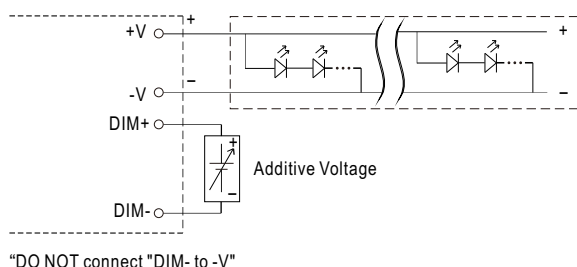 +V
+
+
-V
–
–
DIM+
+
Additive Voltage
–
DIM-
“DO NOT connect "DIM- to -V"